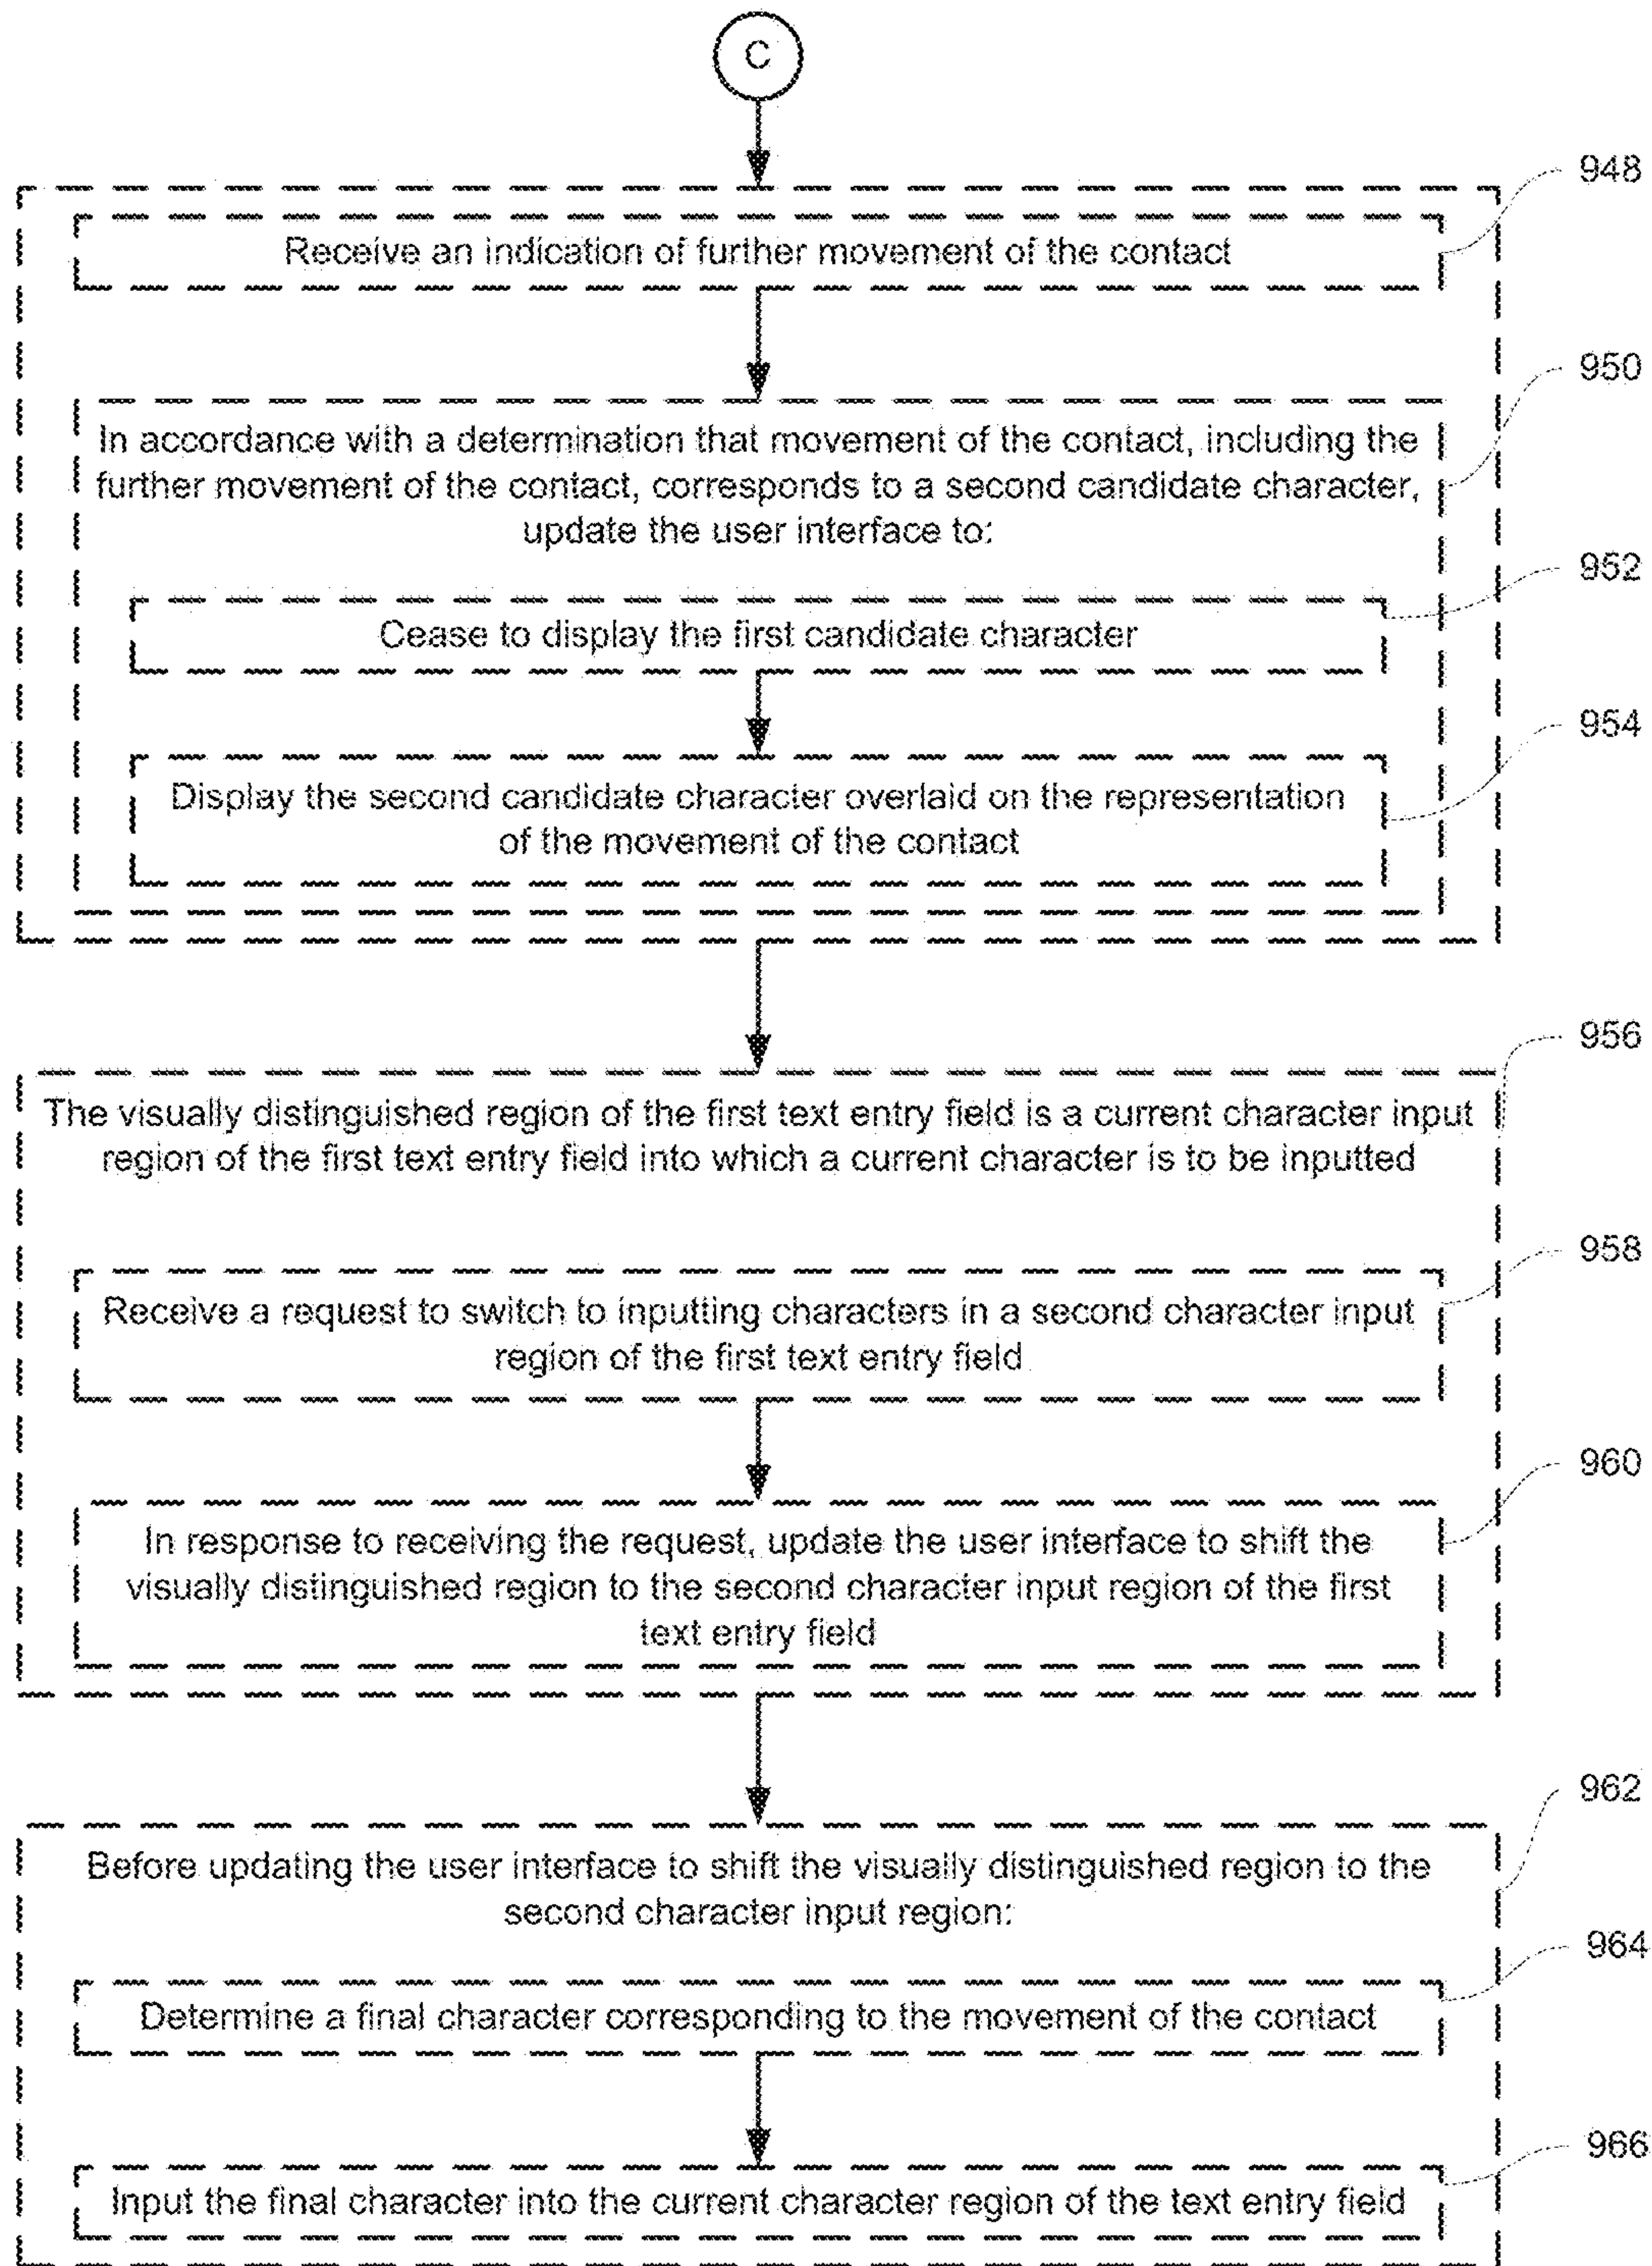 C
948
Receive an indication of further movement of the contact
950
In accordance with a determination that movement of the contact, including the
further movement of the contact, corresponds to a second candidate character,
update the user interface to:
952
Cease to display the first candidate character
954
Display the second candidate character overlaid on the representation
of the movement of the contact
956
The visually distinguished region of the first text entry field is a current character input
region of the first text entry field into which a current character is to be inputted
958
Receive a request to switch to inputting characters in a second character input
region of the first text entry field
960
In response to receiving the request, update the user interface to shift the
visually distinguished region to the second character input region of the first
text entry field
962
Before updating the user interface to shift the visually distinguished region to the
second character input region:
964
Determine a final character corresponding to the movement of the contact
966
Input the final character into the current character region of the text entry field